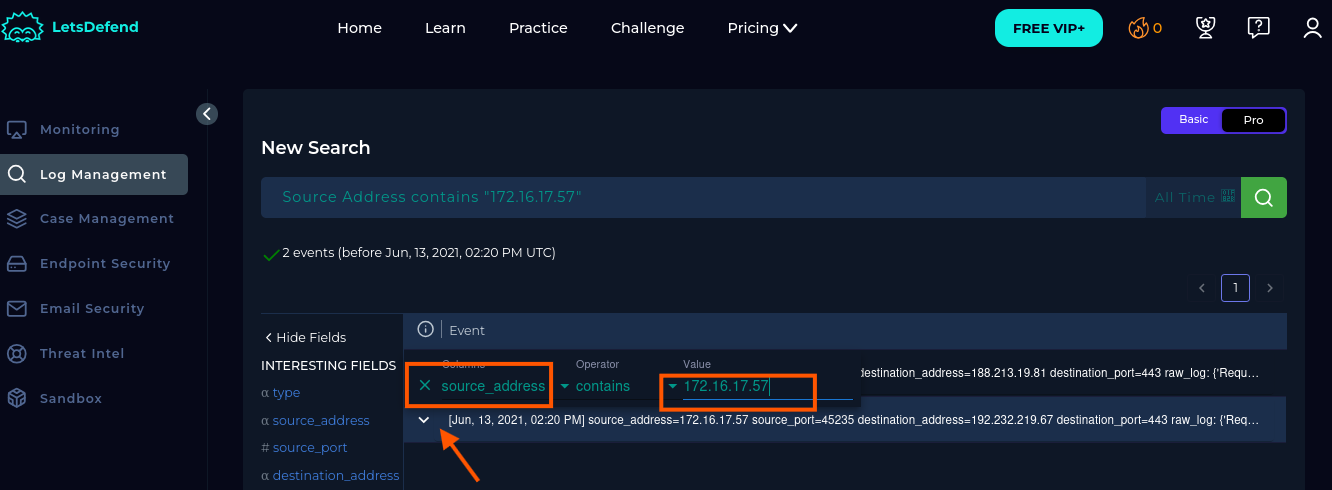 LetsDefend
Home Learn Practice Challenge Pricing
FREE VIP+
0
Monitoring
Log Management
Case Management
Endpoint Security
Email Security
Threat Intel
Sandbox
Basic Pro
New Search
Source Address contains "172.16.17.57"
All Time
2 events (before Jun, 13, 2021, 02:20 PM UTC)
1
Hide Fields
INTERESTING FIELDS
α type
α source_address
# source_port
α destination_address
Event
Columns Operator Value
source_address contains 172.16.17.57
destination_address=188.213.19.81 destination_port=443 raw_log: {'Requ…
[Jun, 13, 2021, 02:20 PM] source_address=172.16.17.57 source_port=45235 destination_address=192.232.219.67 destination_port=443 raw_log: {'Req…